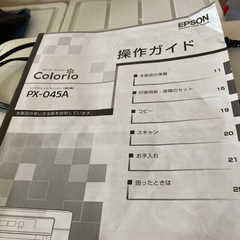 EPSON
Colorio
PX-045A
操作ガイド
■ 本製品の準備 11
■ 印刷用紙・原稿のセット 16
■ コピー 19
■ スキャン 20
■ お手入れ 21
■ 困ったときは